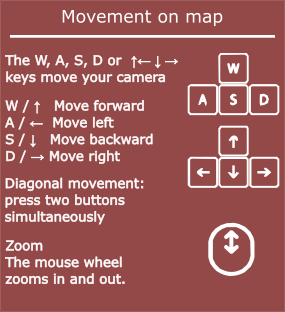 Movement on map
The W, A, S, D or ↑←↓→
keys move your camera
W / ↑ Move forward
A / ← Move left
S / ↓ Move backward
D / → Move right
Diagonal movement:
press two buttons
simultaneously
Zoom
The mouse wheel
zooms in and out.
W
A S D
↑
← ↓ →